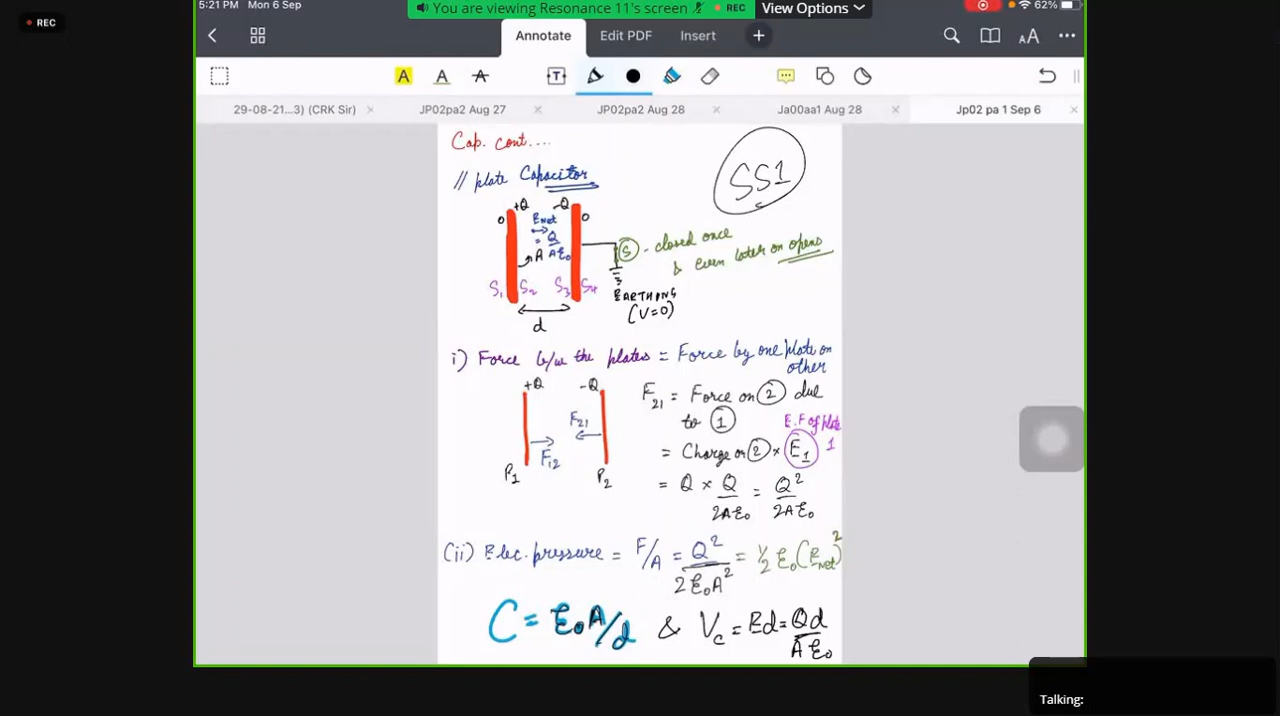 5:21 PM Mon 6 Sep
You are viewing Resonance 11's screen
REC
View Options
62%
REC
Annotate
Edit PDF
Insert
+
AA
A
A
A
T
29-08-21...3) (CRK Sir)
JP02pa2 Aug 27
JP02pa2 Aug 28
Ja00aa1 Aug 28
Jp02 pa 1 Sep 6
Cap. cont....
// plate Capacitor
SS1
+Q -Q
0 Enet 0
= Q/Aε₀
A
S - closed once
& even later on opens
S₁ S₂ S₃ S₄
EARTHING
(V=0)
d
i) Force b/w the plates = Force by one plate on
other
+Q -Q
F₂₁ = Force on 2 due
to 1
E.F of plate
1
F₂₁
F₁₂
= Charge on 2 × E₁
P₁ P₂
= Q × Q/2Aε₀ = Q²/2Aε₀
(ii) Elec. pressure = F/A = Q²/2ε₀A² = 1/2 ε₀(Enet)²
C = ε₀A/d & Vc = Ed = Qd/Aε₀
Talking: